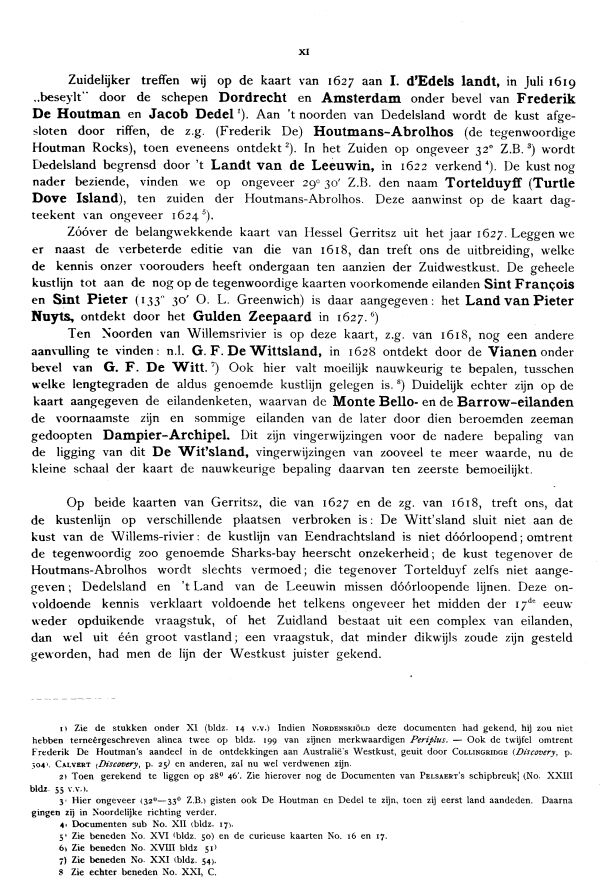 XI
Zuidelijker treffen wij op de kaart van 1627 aan I. d'Edels landt, in Juli 1619
„beseylt" door de schepen Dordrecht en Amsterdam onder bevel van Frederik
De Houtman en Jacob Dedel ¹). Aan 't noorden van Dedelsland wordt de kust afge-
sloten door riffen, de z.g. (Frederik De) Houtmans-Abrolhos (de tegenwoordige
Houtman Rocks), toen eveneens ontdekt ²). In het Zuiden op ongeveer 32° Z.B. ³) wordt
Dedelsland begrensd door 't Landt van de Leeuwin, in 1622 verkend ⁴). De kust nog
nader beziende, vinden we op ongeveer 29° 30' Z.B. den naam Tortelduyff (Turtle
Dove Island), ten zuiden der Houtmans-Abrolhos. Deze aanwinst op de kaart dag-
teekent van ongeveer 1624 ⁵).
Zóóver de belangwekkende kaart van Hessel Gerritsz uit het jaar 1627. Leggen we
er naast de verbeterde editie van die van 1618, dan treft ons de uitbreiding, welke
de kennis onzer voorouders heeft ondergaan ten aanzien der Zuidwestkust. De geheele
kustlijn tot aan de nog op de tegenwoordige kaarten voorkomende eilanden Sint François
en Sint Pieter (133° 30' O. L. Greenwich) is daar aangegeven: het Land van Pieter
Nuyts, ontdekt door het Gulden Zeepaard in 1627. ⁶)
Ten Noorden van Willemsrivier is op deze kaart, z.g. van 1618, nog een andere
aanvulling te vinden: n.l. G. F. De Wittsland, in 1628 ontdekt door de Vianen onder
bevel van G. F. De Witt. ⁷) Ook hier valt moeilijk nauwkeurig te bepalen, tusschen
welke lengtegraden de aldus genoemde kustlijn gelegen is. ⁸) Duidelijk echter zijn op de
kaart aangegeven de eilandenketen, waarvan de Monte Bello- en de Barrow-eilanden
de voornaamste zijn en sommige eilanden van de later door dien beroemden zeeman
gedoopten Dampier-Archipel. Dit zijn vingerwijzingen voor de nadere bepaling van
de ligging van dit De Wit'sland, vingerwijzingen van zooveel te meer waarde, nu de
kleine schaal der kaart de nauwkeurige bepaling daarvan ten zeerste bemoeilijkt.
Op beide kaarten van Gerritsz, die van 1627 en de zg. van 1618, treft ons, dat
de kustenlijn op verschillende plaatsen verbroken is: De Witt'sland sluit niet aan de
kust van de Willems-rivier: de kustlijn van Eendrachtsland is niet dóórloopend; omtrent
de tegenwoordig zoo genoemde Sharks-bay heerscht onzekerheid; de kust tegenover de
Houtmans-Abrolhos wordt slechts vermoed; die tegenover Tortelduyf zelfs niet aange-
geven; Dedelsland en 't Land van de Leeuwin missen dóórloopende lijnen. Deze on-
voldoende kennis verklaart voldoende het telkens ongeveer het midden der 17de eeuw
weder opduikende vraagstuk, of het Zuidland bestaat uit een complex van eilanden,
dan wel uit één groot vastland; een vraagstuk, dat minder dikwijls zoude zijn gesteld
geworden, had men de lijn der Westkust juister gekend.
1) Zie de stukken onder XI (bldz. 14 v.v.) Indien NORDENSKIÖLD deze documenten had gekend, hij zou niet
hebben terneêrgeschreven alinea twee op bldz. 199 van zijnen merkwaardigen Periplus. — Ook de twijfel omtrent
Frederik De Houtman's aandeel in de ontdekkingen aan Australië's Westkust, geuit door COLLINGRIDGE (Discovery, p.
304), CALVERT (Discovery, p. 25) en anderen, zal nu wel verdwenen zijn.
2) Toen gerekend te liggen op 28° 46'. Zie hierover nog de Documenten van PELSAERT's schipbreuk (No. XXIII
bldz. 55 v.v.).
3) Hier ongeveer (32°—33° Z.B.) gisten ook De Houtman en Dedel te zijn, toen zij eerst land aandeden. Daarna
gingen zij in Noordelijke richting verder.
4) Documenten sub No. XII (bldz. 17).
5) Zie beneden No. XVI (bldz. 50) en de curieuse kaarten No. 16 en 17.
6) Zie beneden No. XVIII bldz 51)
7) Zie beneden No. XXI (bldz. 54).
8 Zie echter beneden No. XXI, C.